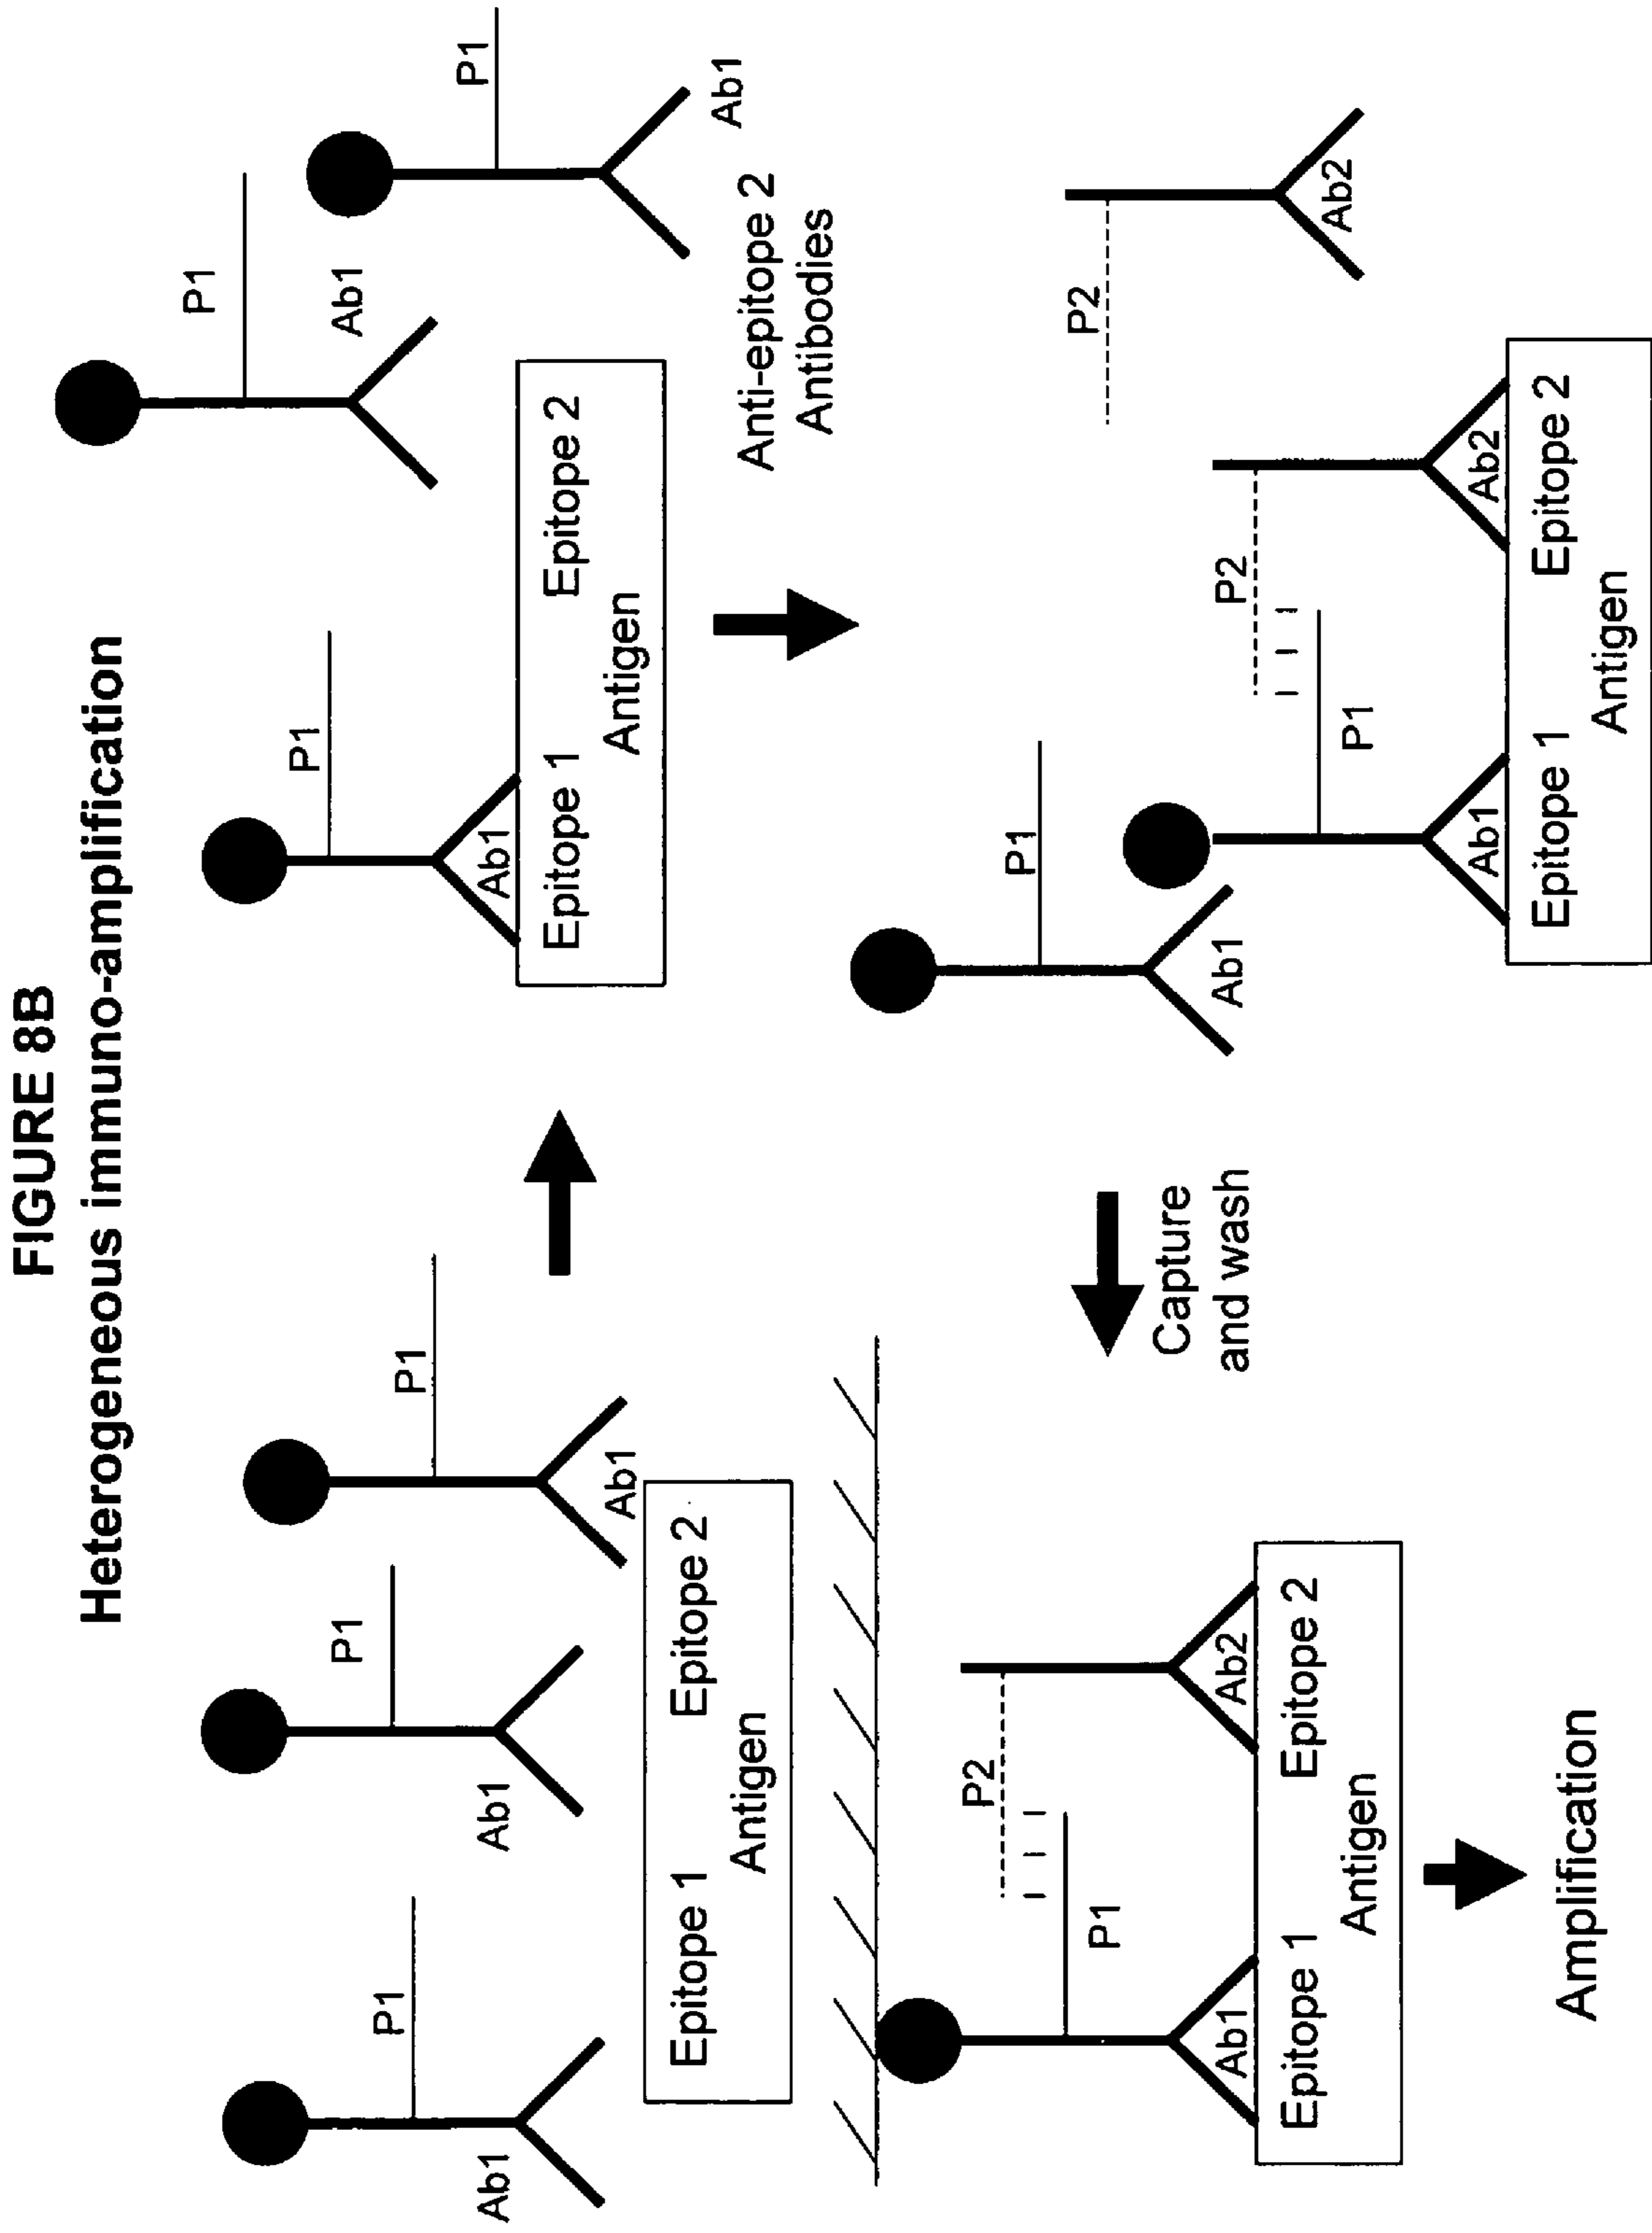 FIGURE 8B
Heterogeneous immuno-amplification
P1
P1
P1
Ab1
Ab1
Ab1
Epitope 1 Epitope 2
Antigen
P1
P1
P1
Ab1
Ab1
Ab1
Epitope 1 Epitope 2
Antigen
Anti-epitope 2
Antibodies
P1
P2
P2
P1
Ab1
Ab1
Ab2
Ab2
Epitope 1 Epitope 2
Antigen
Capture
and wash
P2
P1
Ab1
Ab2
Epitope 1 Epitope 2
Antigen
Amplification